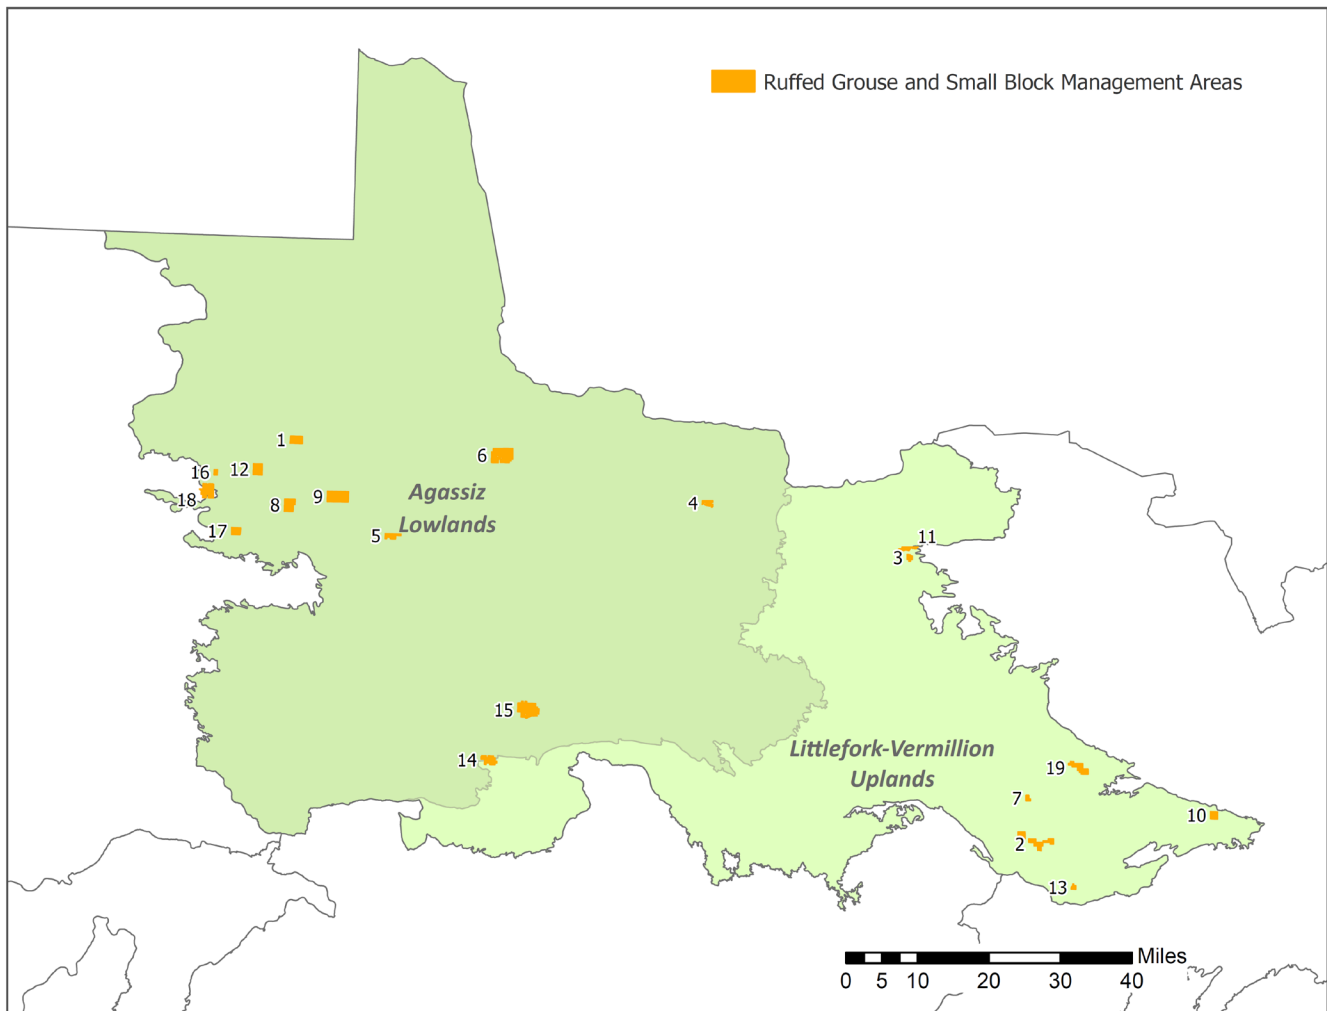 Ruffed Grouse and Small Block Management Areas
1
6
16
12
18
8
9
Agassiz
Lowlands
4
17
5
11
3
15
14
Littlefork-Vermillion
Uplands
19
7
10
2
13
Miles
0 5 10 20 30 40